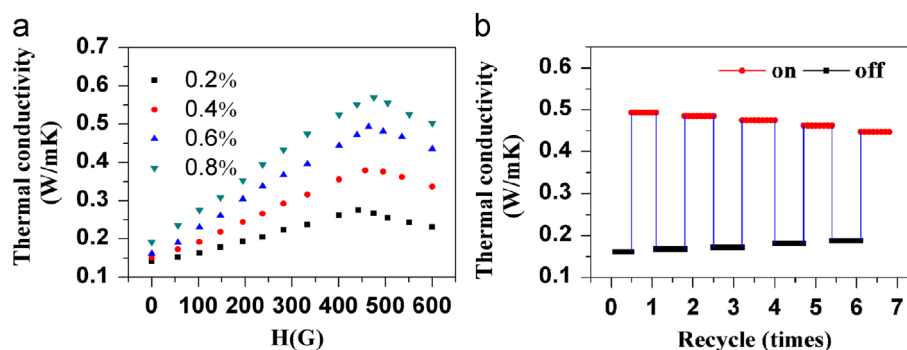 a
Thermal conductivity
(W/mK)
0.7
0.6
0.5
0.4
0.3
0.2
0.1
0.2%
0.4%
0.6%
0.8%
0 100 200 300 400 500 600
H(G)
b
Thermal conductivity
(W/mK)
0.6
0.5
0.4
0.3
0.2
0.1
on off
0 1 2 3 4 5 6 7
Recycle (times)